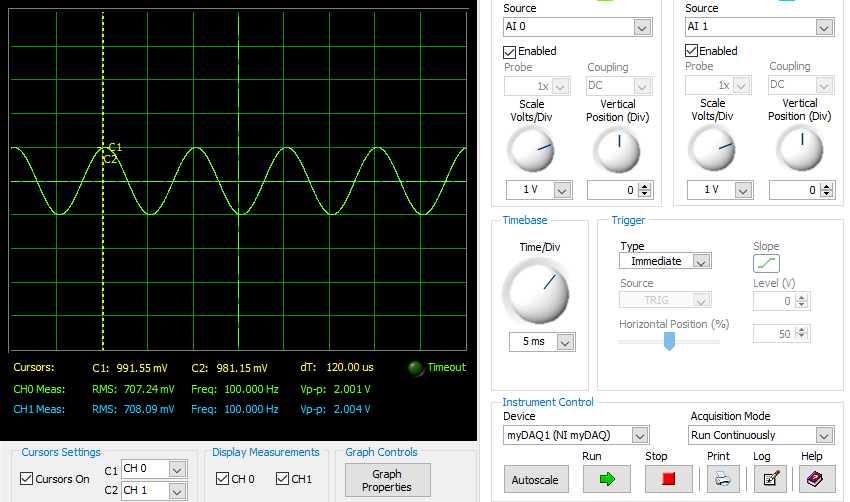 Source
AI 0
Enabled
Probe
Coupling
1x
DC
Scale
Volts/Div
Vertical
Position (Div)
1 V
0
Source
AI 1
Enabled
Probe
Coupling
1x
DC
Scale
Volts/Div
Vertical
Position (Div)
1 V
0
C1
C2
Cursors:
C1: 991.55 mV
C2: 981.15 mV
dT: 120.00 us
Timeout
CH0 Meas:
RMS: 707.24 mV
Freq: 100.000 Hz
Vp-p: 2.001 V
CH1 Meas:
RMS: 708.09 mV
Freq: 100.000 Hz
Vp-p: 2.004 V
Timebase
Time/Div
5 ms
Trigger
Type
Immediate
Slope
Source
TRIG
Level (V)
0
Horizontal Position (%)
50
Cursors Settings
Cursors On
C1
CH 0
C2
CH 1
Display Measurements
CH 0
CH1
Graph Controls
Graph
Properties
Instrument Control
Device
myDAQ1 (NI myDAQ)
Acquisition Mode
Run Continuously
Run
Stop
Print
Log
Help
Autoscale